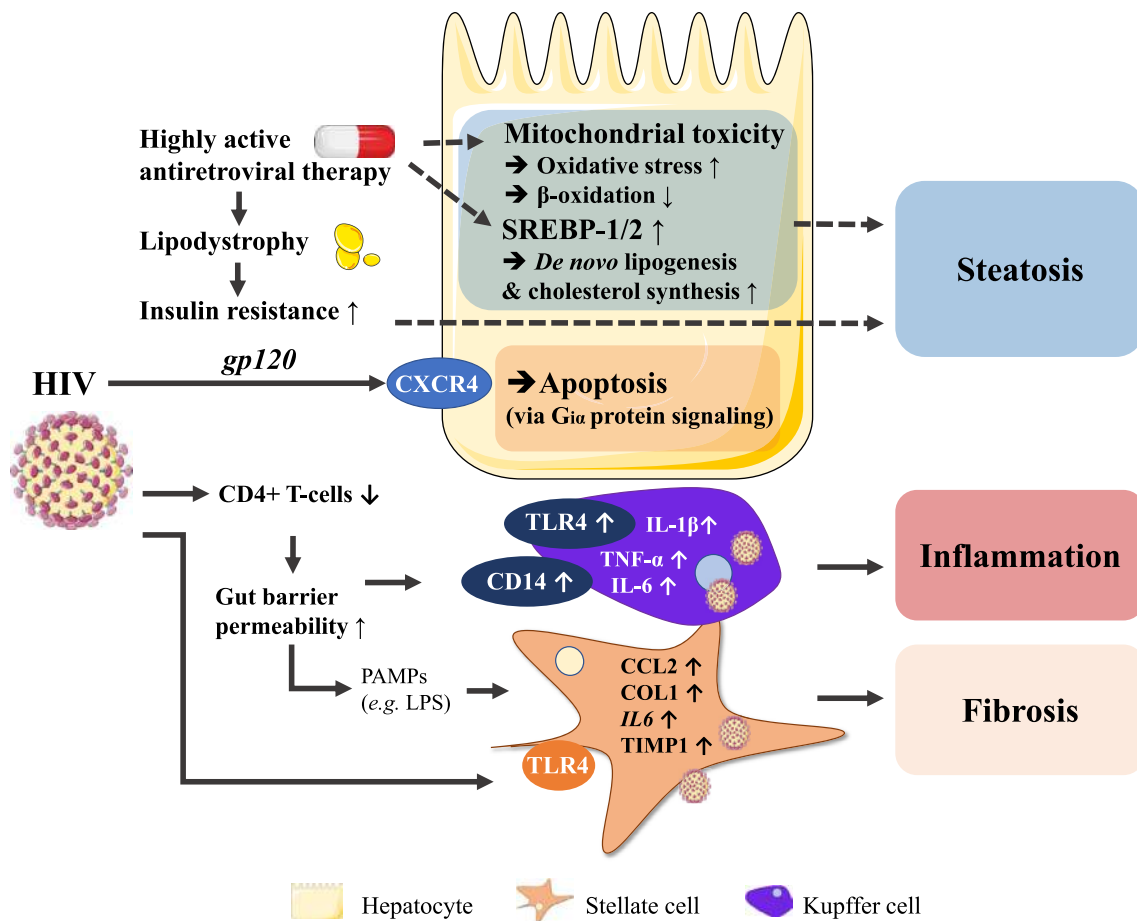 Highly active
antiretroviral therapy
Lipodystrophy
Insulin resistance ↑
Mitochondrial toxicity
➔ Oxidative stress ↑
➔ β-oxidation ↓
SREBP-1/2 ↑
➔ De novo lipogenesis
& cholesterol synthesis ↑
Steatosis
HIV
gp120
CXCR4
➔ Apoptosis
(via Giα protein signaling)
CD4+ T-cells ↓
Gut barrier
permeability ↑
PAMPs
(e.g. LPS)
TLR4 ↑
CD14 ↑
IL-1β↑
TNF-α ↑
IL-6 ↑
Inflammation
CCL2 ↑
COL1 ↑
IL6 ↑
TIMP1 ↑
TLR4
Fibrosis
Hepatocyte
Stellate cell
Kupffer cell